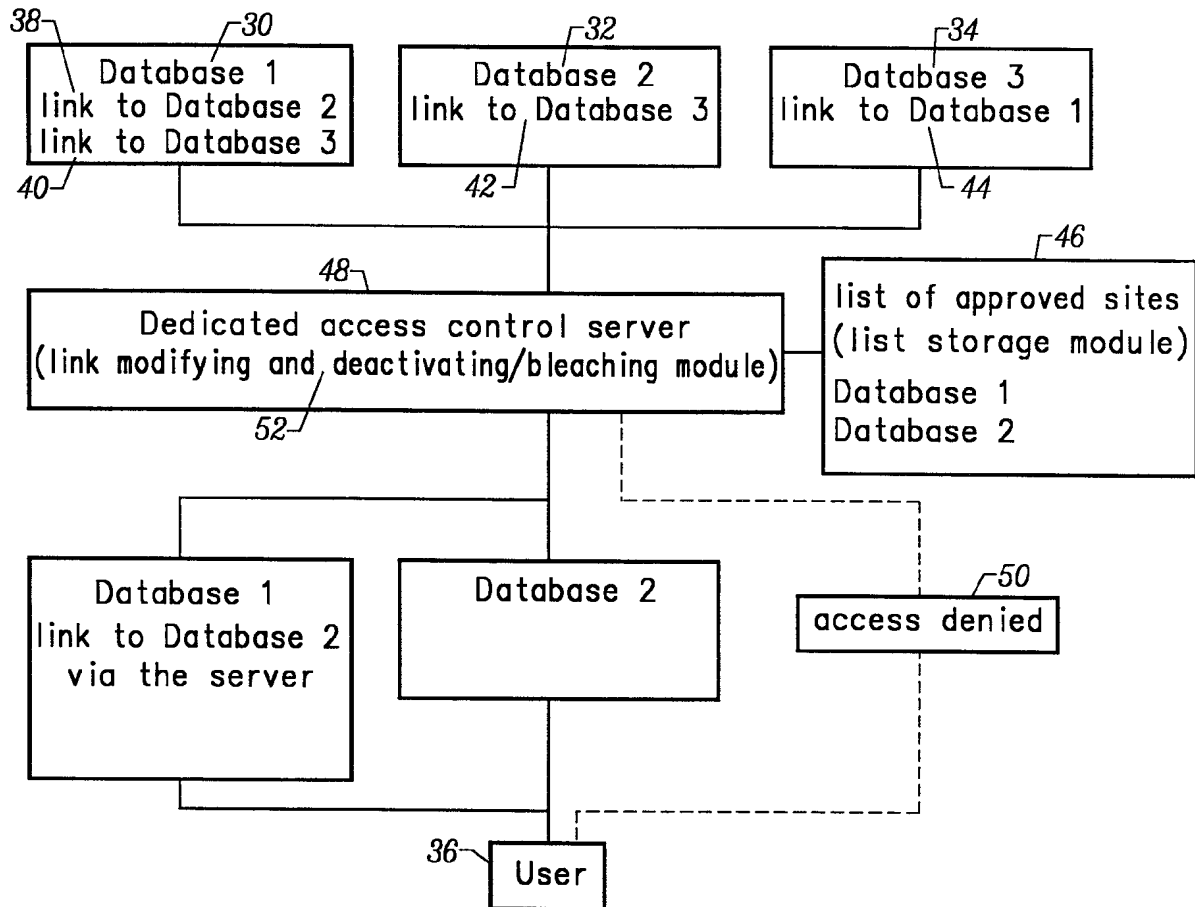 38
30
Database 1
link to Database 2
link to Database 3
40
32
Database 2
link to Database 3
42
34
Database 3
link to Database 1
44
48
Dedicated access control server
(link modifying and deactivating/bleaching module)
52
46
list of approved sites
(list storage module)
Database 1
Database 2
Database 1
link to Database 2
via the server
Database 2
50
access denied
36
User